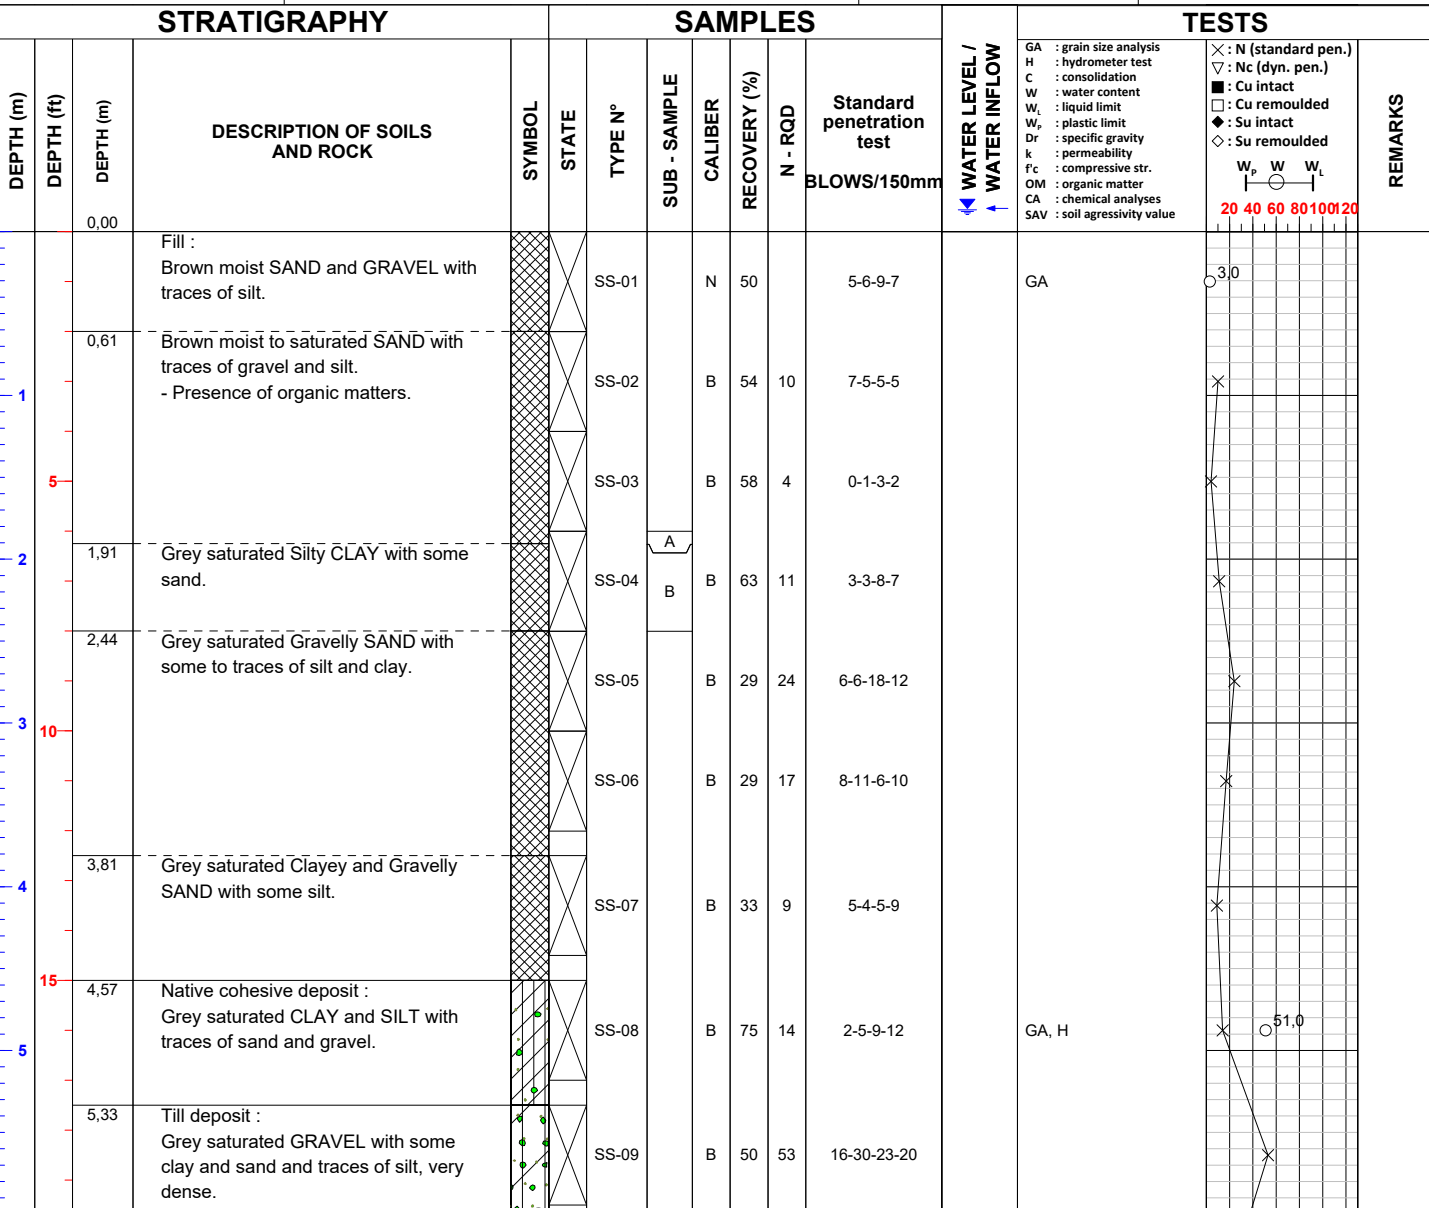 STRATIGRAPHY
SAMPLES
TESTS
DEPTH (m)
DEPTH (ft)
DEPTH (m)
0,00
DESCRIPTION OF SOILS
AND ROCK
SYMBOL
STATE
TYPE N°
SUB - SAMPLE
CALIBER
RECOVERY (%)
N - RQD
Standard
penetration
test
BLOWS/150mm
WATER LEVEL /
WATER INFLOW
GA : grain size analysis
H : hydrometer test
C : consolidation
W : water content
WL : liquid limit
WP : plastic limit
Dr : specific gravity
k : permeability
f'c : compressive str.
OM : organic matter
CA : chemical analyses
SAV : soil agressivity value
: N (standard pen.)
: Nc (dyn. pen.)
: Cu intact
: Cu remoulded
: Su intact
: Su remoulded
WP W WL
20 40 60 80 100 120
REMARKS
Fill :
Brown moist SAND and GRAVEL with
traces of silt.
SS-01 N 50 5-6-9-7 GA 3,0
0,61 Brown moist to saturated SAND with
traces of gravel and silt.
- Presence of organic matters.
SS-02 B 54 10 7-5-5-5
1
5 SS-03 B 58 4 0-1-3-2
A
2
1,91 Grey saturated Silty CLAY with some
sand.
SS-04 B B 63 11 3-3-8-7
2,44 Grey saturated Gravelly SAND with
some to traces of silt and clay.
SS-05 B 29 24 6-6-18-12
3
10
SS-06 B 29 17 8-11-6-10
3,81 Grey saturated Clayey and Gravelly
SAND with some silt.
4
SS-07 B 33 9 5-4-5-9
15
4,57 Native cohesive deposit :
Grey saturated CLAY and SILT with
traces of sand and gravel.
SS-08 B 75 14 2-5-9-12 GA, H 51,0
5
5,33 Till deposit :
Grey saturated GRAVEL with some
clay and sand and traces of silt, very
dense.
SS-09 B 50 53 16-30-23-20